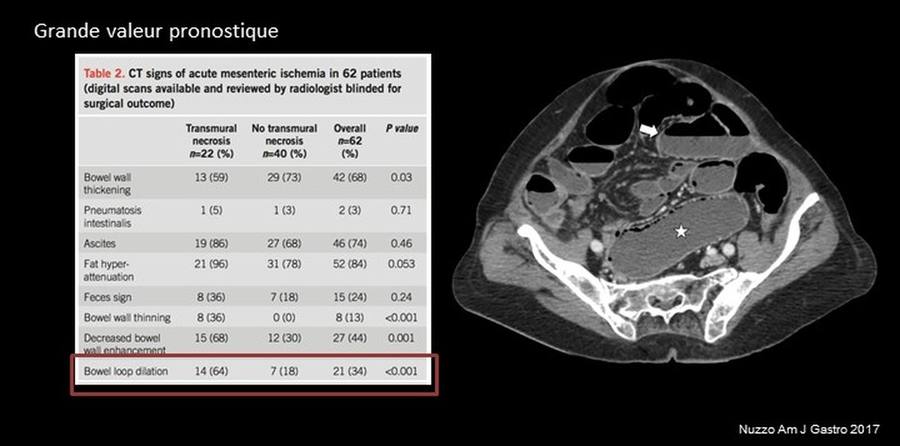 Grande valeur pronostique
Table 2. CT signs of acute mesenteric ischemia in 62 patients
(digital scans available and reviewed by radiologist blinded for
surgical outcome)
Transmural necrosis n=22 (%) No transmural necrosis n=40 (%) Overall n=62 (%) P value
Bowel wall thickening 13 (59) 29 (73) 42 (68) 0.03
Pneumatosis intestinalis 1 (5) 1 (3) 2 (3) 0.71
Ascites 19 (86) 27 (68) 46 (74) 0.46
Fat hyper-attenuation 21 (96) 31 (78) 52 (84) 0.053
Feces sign 8 (36) 7 (18) 15 (24) 0.24
Bowel wall thinning 8 (36) 0 (0) 8 (13) <0.001
Decreased bowel wall enhancement 15 (68) 12 (30) 27 (44) 0.001
Bowel loop dilation 14 (64) 7 (18) 21 (34) <0.001
Nuzzo Am J Gastro 2017